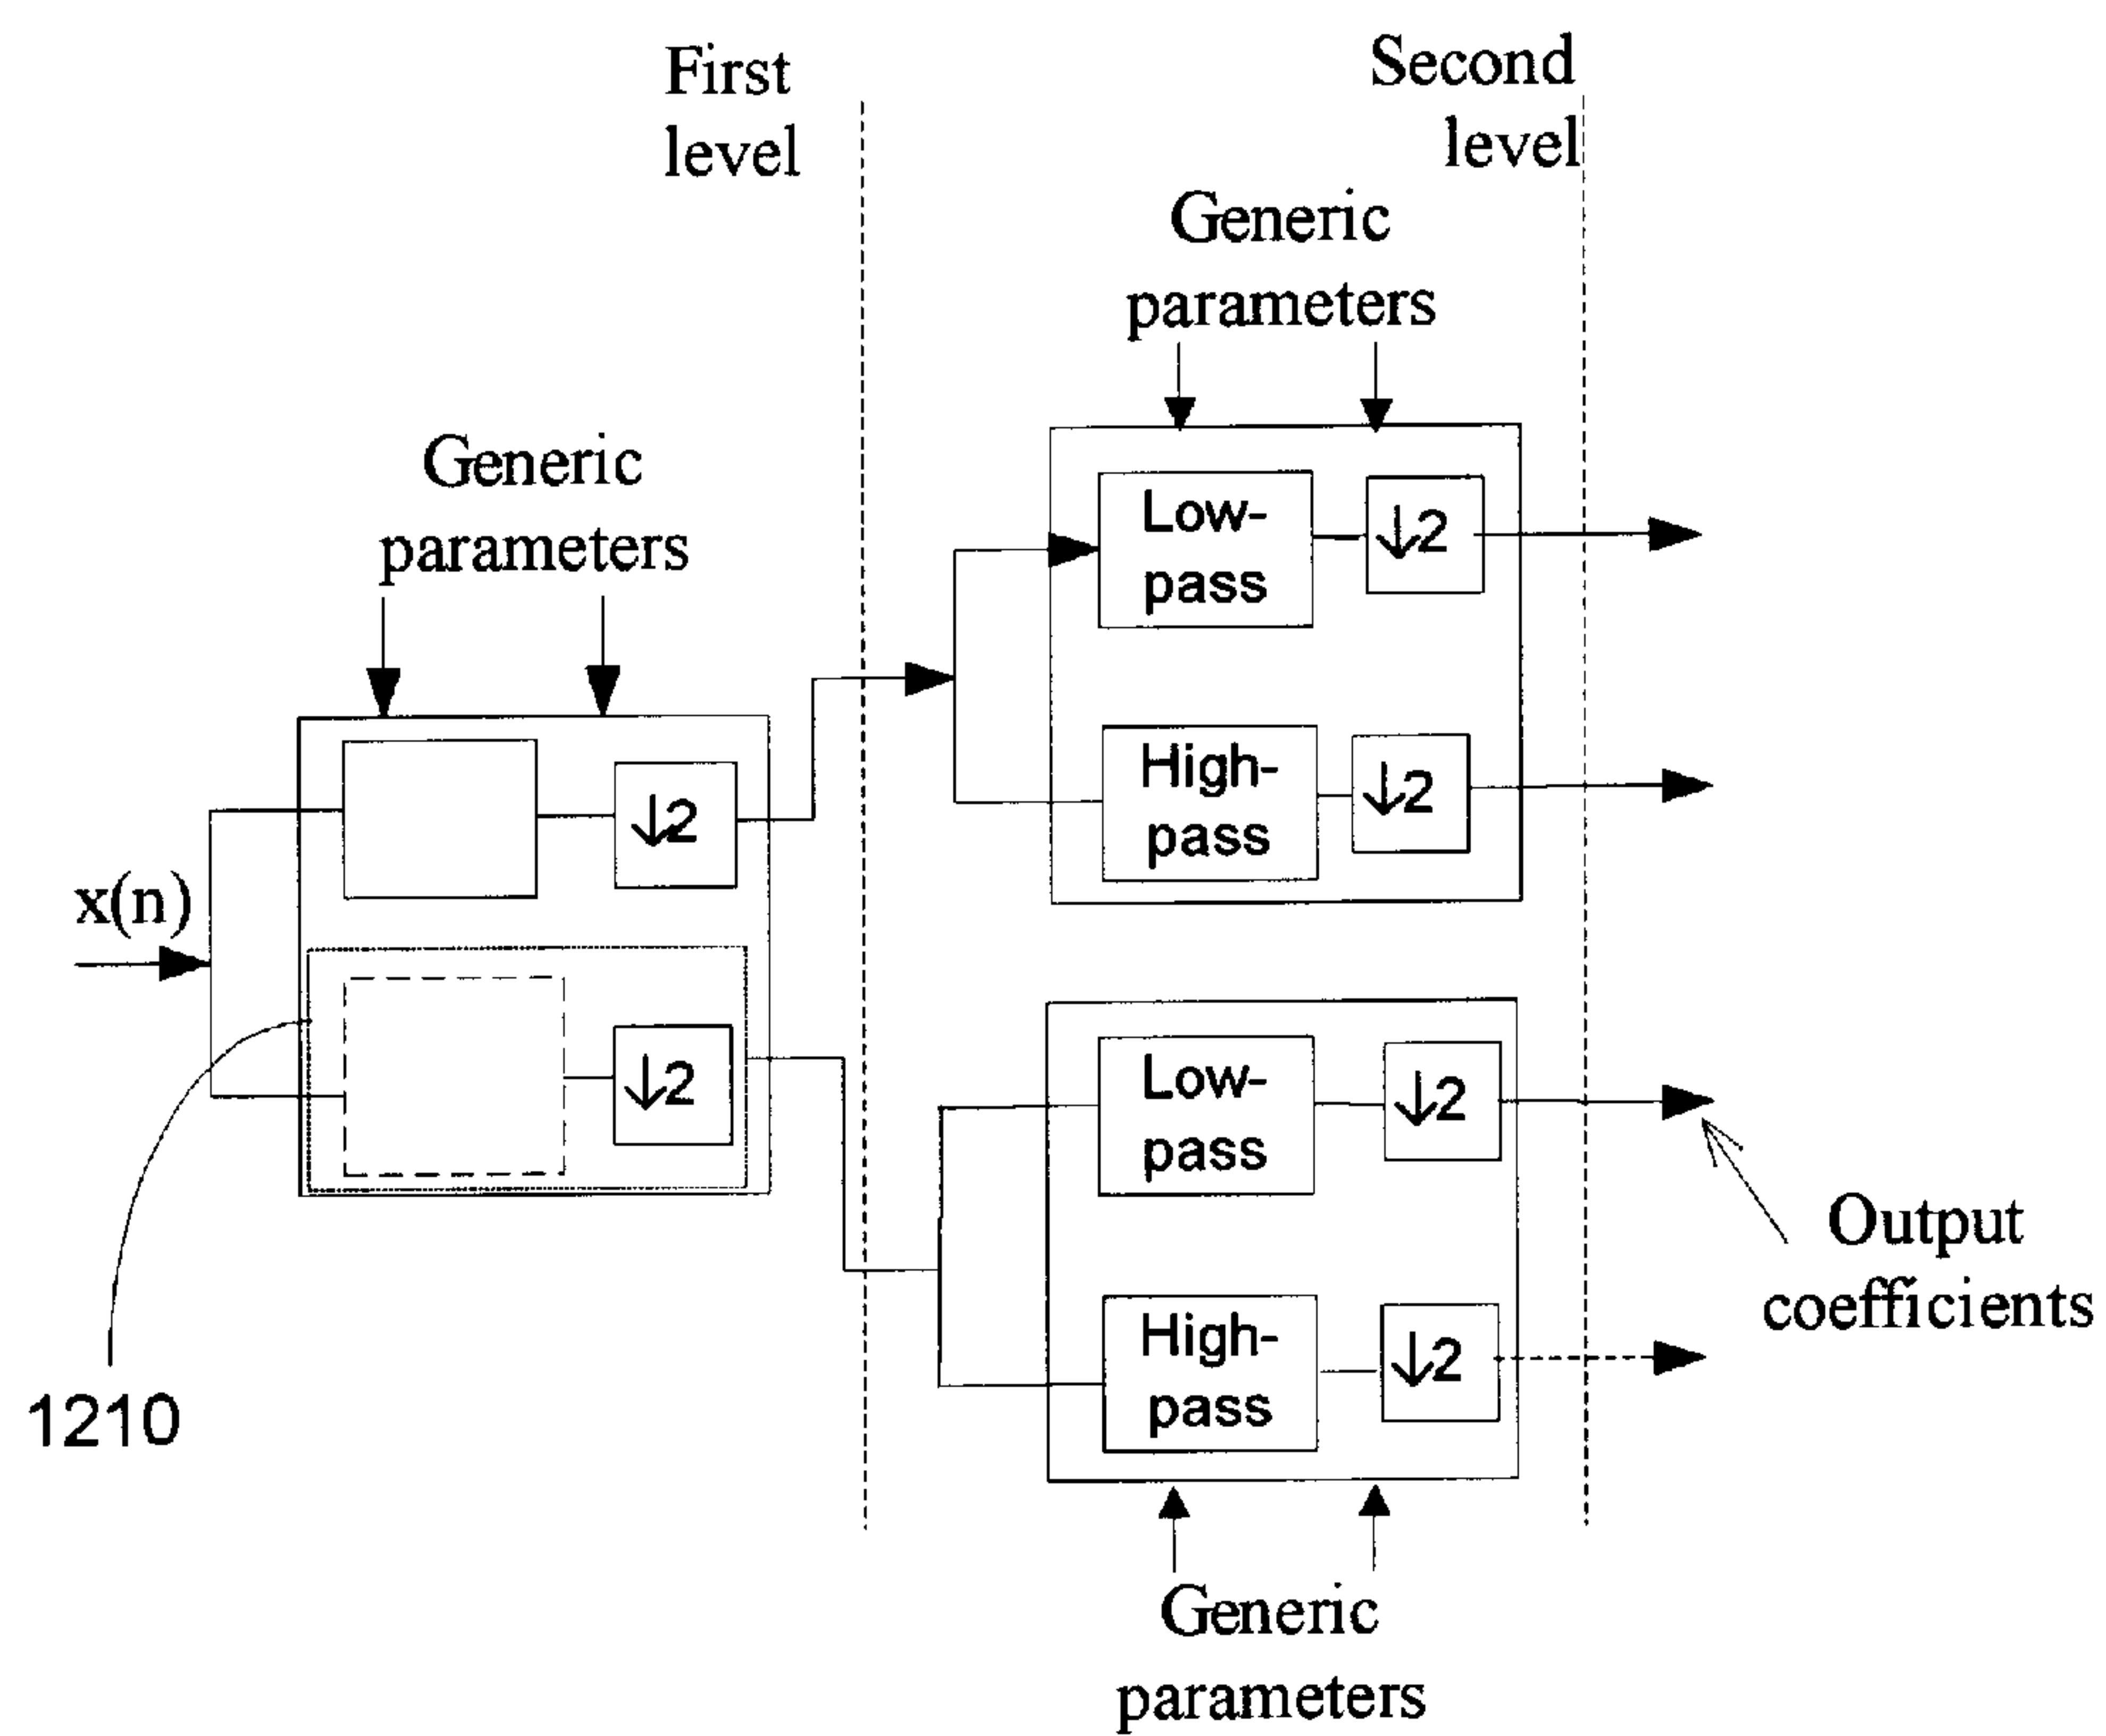 First
level
Second
level
Generic
parameters
Generic
parameters
Low-
pass
↓2
High-
pass
↓2
↓2
x(n)
↓2
Low-
pass
↓2
High-
pass
↓2
Output
coefficients
1210
Generic
parameters